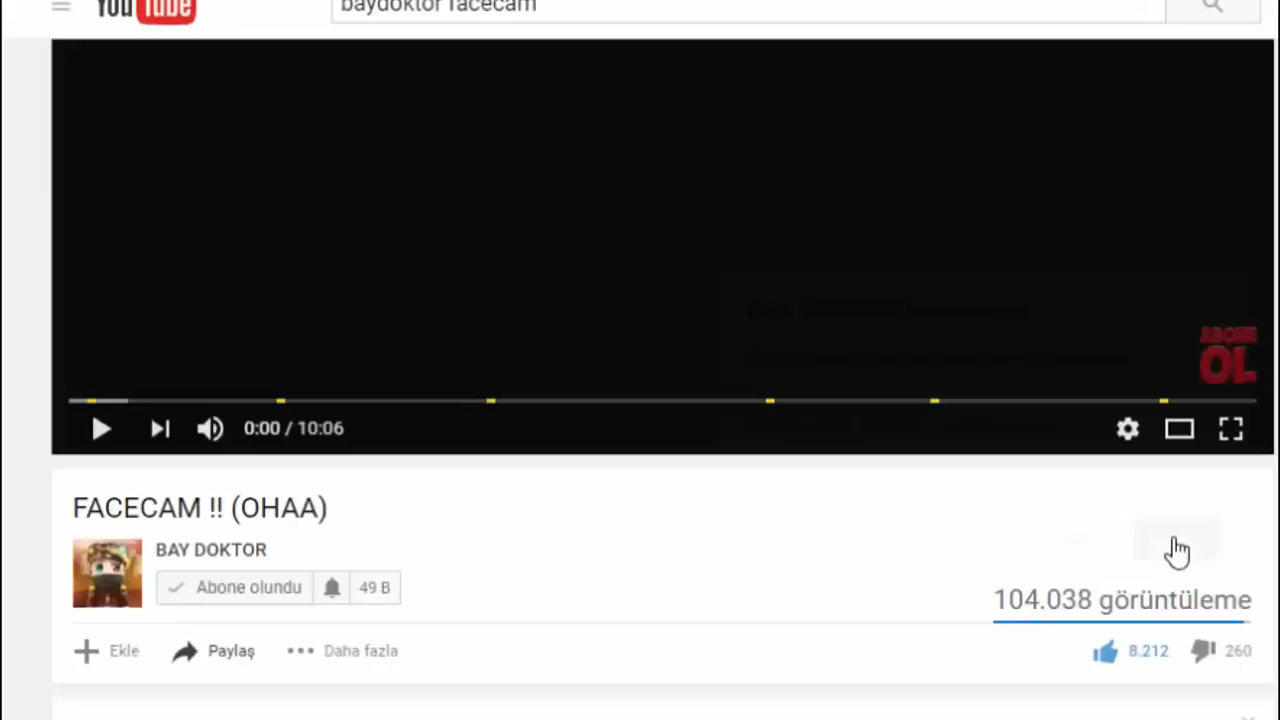 YouTube
baydoktor facecam
ABONE
OL
0:00 / 10:06
FACECAM !! (OHAA)
BAY DOKTOR
Abone olundu 49 B
104.038 görüntüleme
Ekle Paylaş Daha fazla 8.212 260